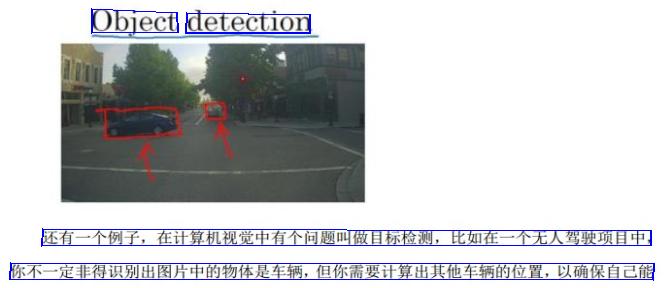 Object detection
还有一个例子，在计算机视觉中有个问题叫做目标检测，比如在一个无人驾驶项目中，
你不一定非得识别出图片中的物体是车辆，但你需要计算出其他车辆的位置，以确保自己能